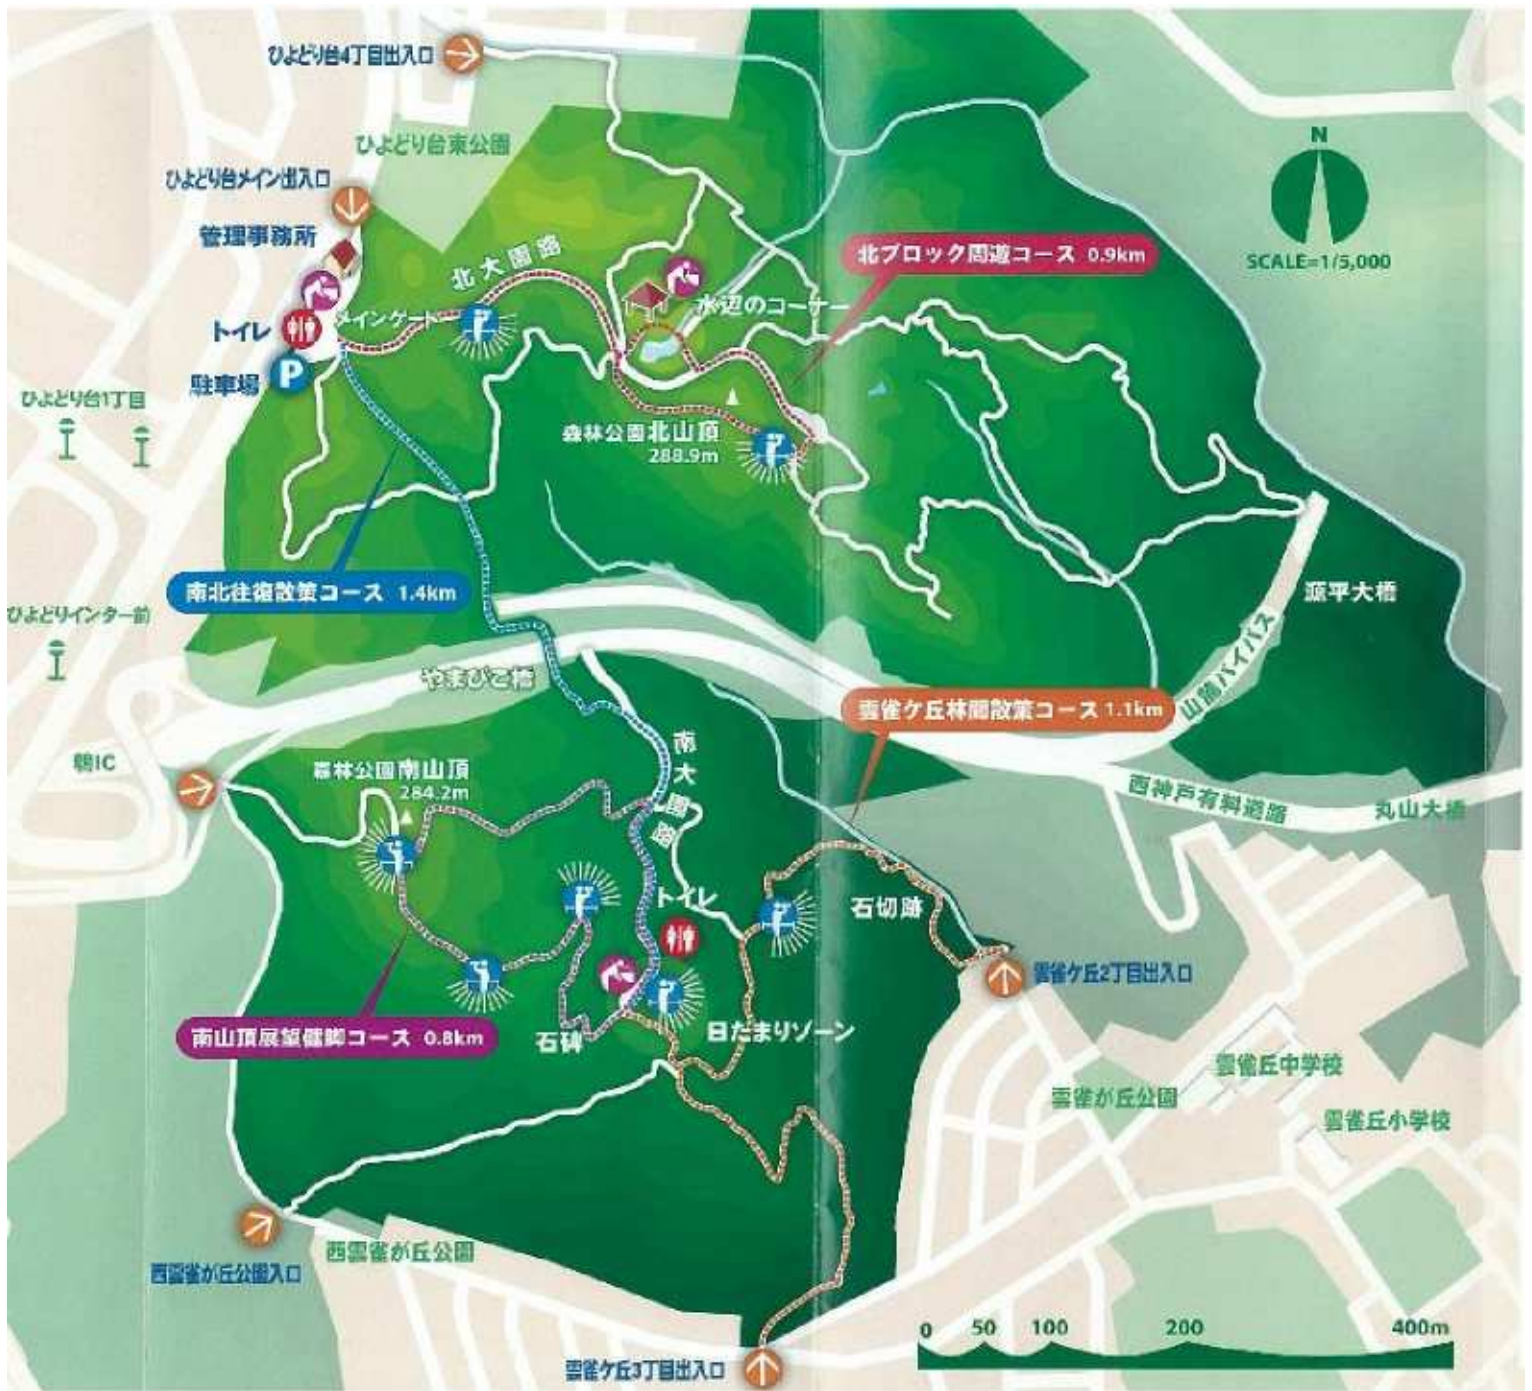 ひよどり台4丁目出入口
ひよどり台東公園
ひよどり台メイン出入口
管理事務所
メインゲート
トイレ
P
駐車場
北大園路
水辺のコーナー
北ブロック周遊コース 0.9km
N
SCALE=1/5,000
ひよどり台1丁目
森林公園北山頂
288.9m
南北往復散策コース 1.4km
ひよどりインター前
源平大橋
山麓バイパス
やまびこ橋
雲雀ケ丘林間散策コース 1.1km
南大園路
森林公園南山頂
284.2m
西神戸有料道路
丸山大橋
トイレ
石切跡
雲雀ケ丘2丁目出入口
南山頂展望健脚コース 0.8km
石碑
日だまりゾーン
雲雀丘中学校
雲雀が丘公園
雲雀丘小学校
西雲雀が丘公園
西雲雀が丘公園入口
雲雀ケ丘3丁目出入口
0 50 100 200 400m